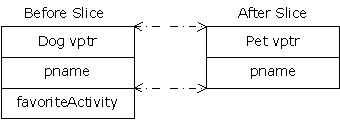 Before Slice After Slice
Dog vptr Pet vptr
pname pname
favoriteActivity